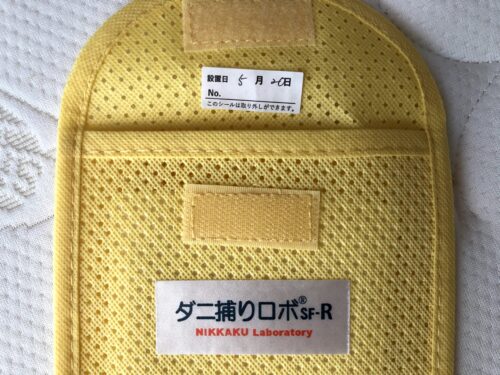 設置日 5 月 20日
No.
このシールは取り外しができます。
ダニ捕りロボ® SF-R
NIKKAKU Laboratory